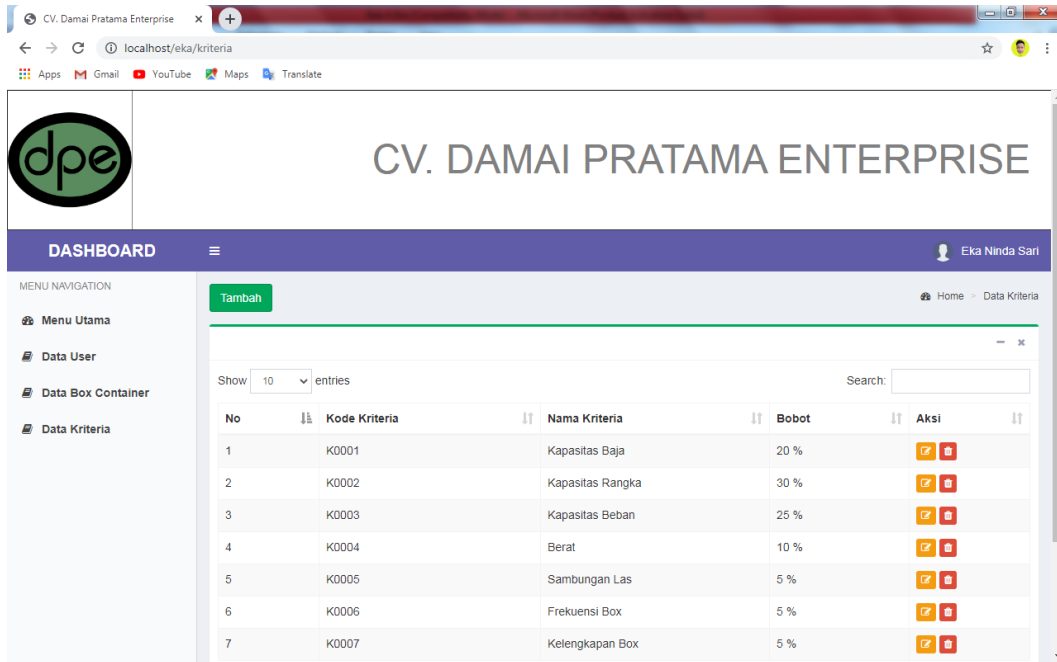 CV. Damai Pratama Enterprise
localhost/eka/kriteria
Apps Gmail YouTube Maps Translate
dpe
CV. DAMAI PRATAMA ENTERPRISE
DASHBOARD
Eka Ninda Sari
MENU NAVIGATION
Menu Utama
Data User
Data Box Container
Data Kriteria
Tambah
Home > Data Kriteria
Show 10 entries
Search:
No Kode Kriteria Nama Kriteria Bobot Aksi
1 K0001 Kapasitas Baja 20 %
2 K0002 Kapasitas Rangka 30 %
3 K0003 Kapasitas Beban 25 %
4 K0004 Berat 10 %
5 K0005 Sambungan Las 5 %
6 K0006 Frekuensi Box 5 %
7 K0007 Kelengkapan Box 5 %